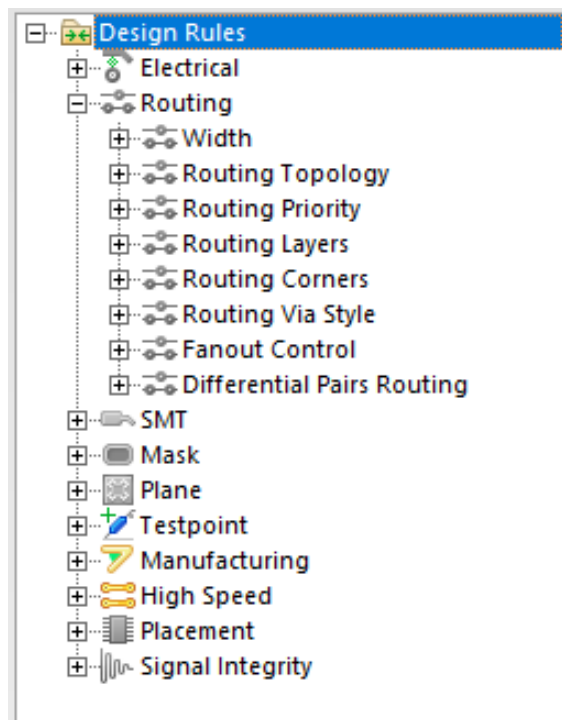 Design Rules
Electrical
Routing
Width
Routing Topology
Routing Priority
Routing Layers
Routing Corners
Routing Via Style
Fanout Control
Differential Pairs Routing
SMT
Mask
Plane
Testpoint
Manufacturing
High Speed
Placement
Signal Integrity